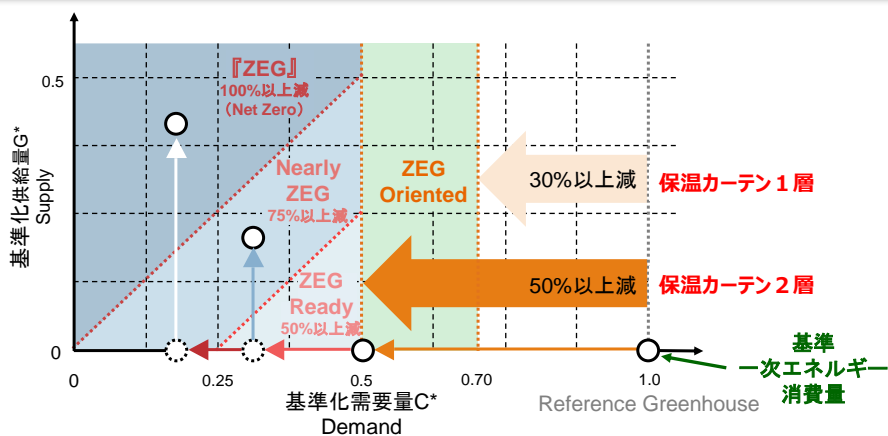 0.5
基準化供給量G*
Supply
0
『ZEG』
100%以上減
（Net Zero）
Nearly
ZEG
75%以上減
ZEG
Ready
50%以上減
ZEG
Oriented
30%以上減
保温カーテン１層
50%以上減
保温カーテン２層
0
0.25
0.5
0.70
1.0
基準化需要量C*
Demand
Reference Greenhouse
基準
一次エネルギー
消費量